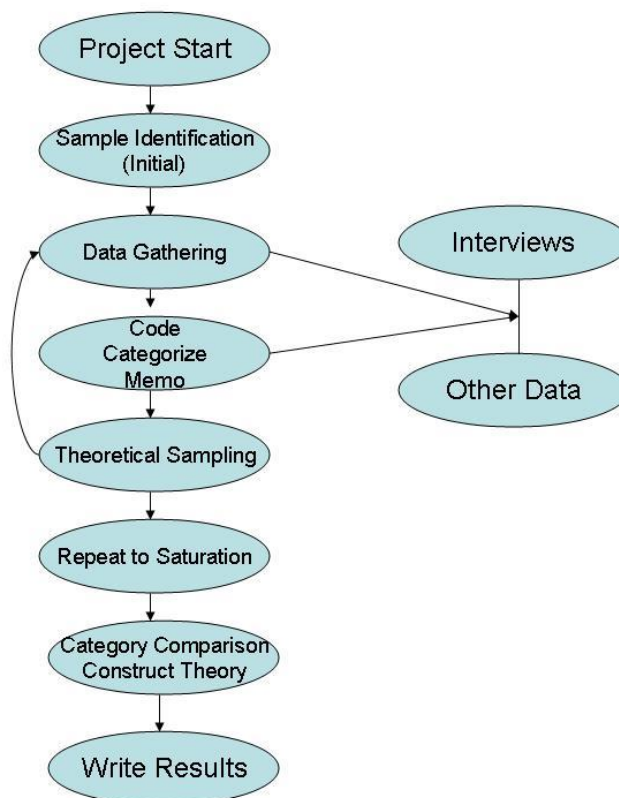 Project Start
Sample Identification
(Initial)
Data Gathering
Interviews
Code
Categorize
Memo
Other Data
Theoretical Sampling
Repeat to Saturation
Category Comparison
Construct Theory
Write Results